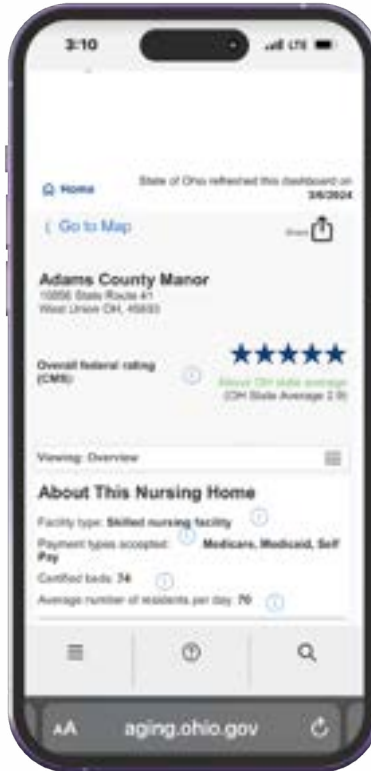 3:10 LTE
Home
State of Ohio refreshed this dashboard on
3/6/2024
Go to Map
Share
Adams County Manor
10856 State Route 41
West Union OH, 45693
Overall federal rating
(CMS):
Above OH state average
(OH State Average 2.9)
Viewing: Overview
About This Nursing Home
Facility type: Skilled nursing facility
Payment types accepted: Medicare, Medicaid, Self
Pay
Certified beds: 74
Average number of residents per day: 70
AA aging.ohio.gov